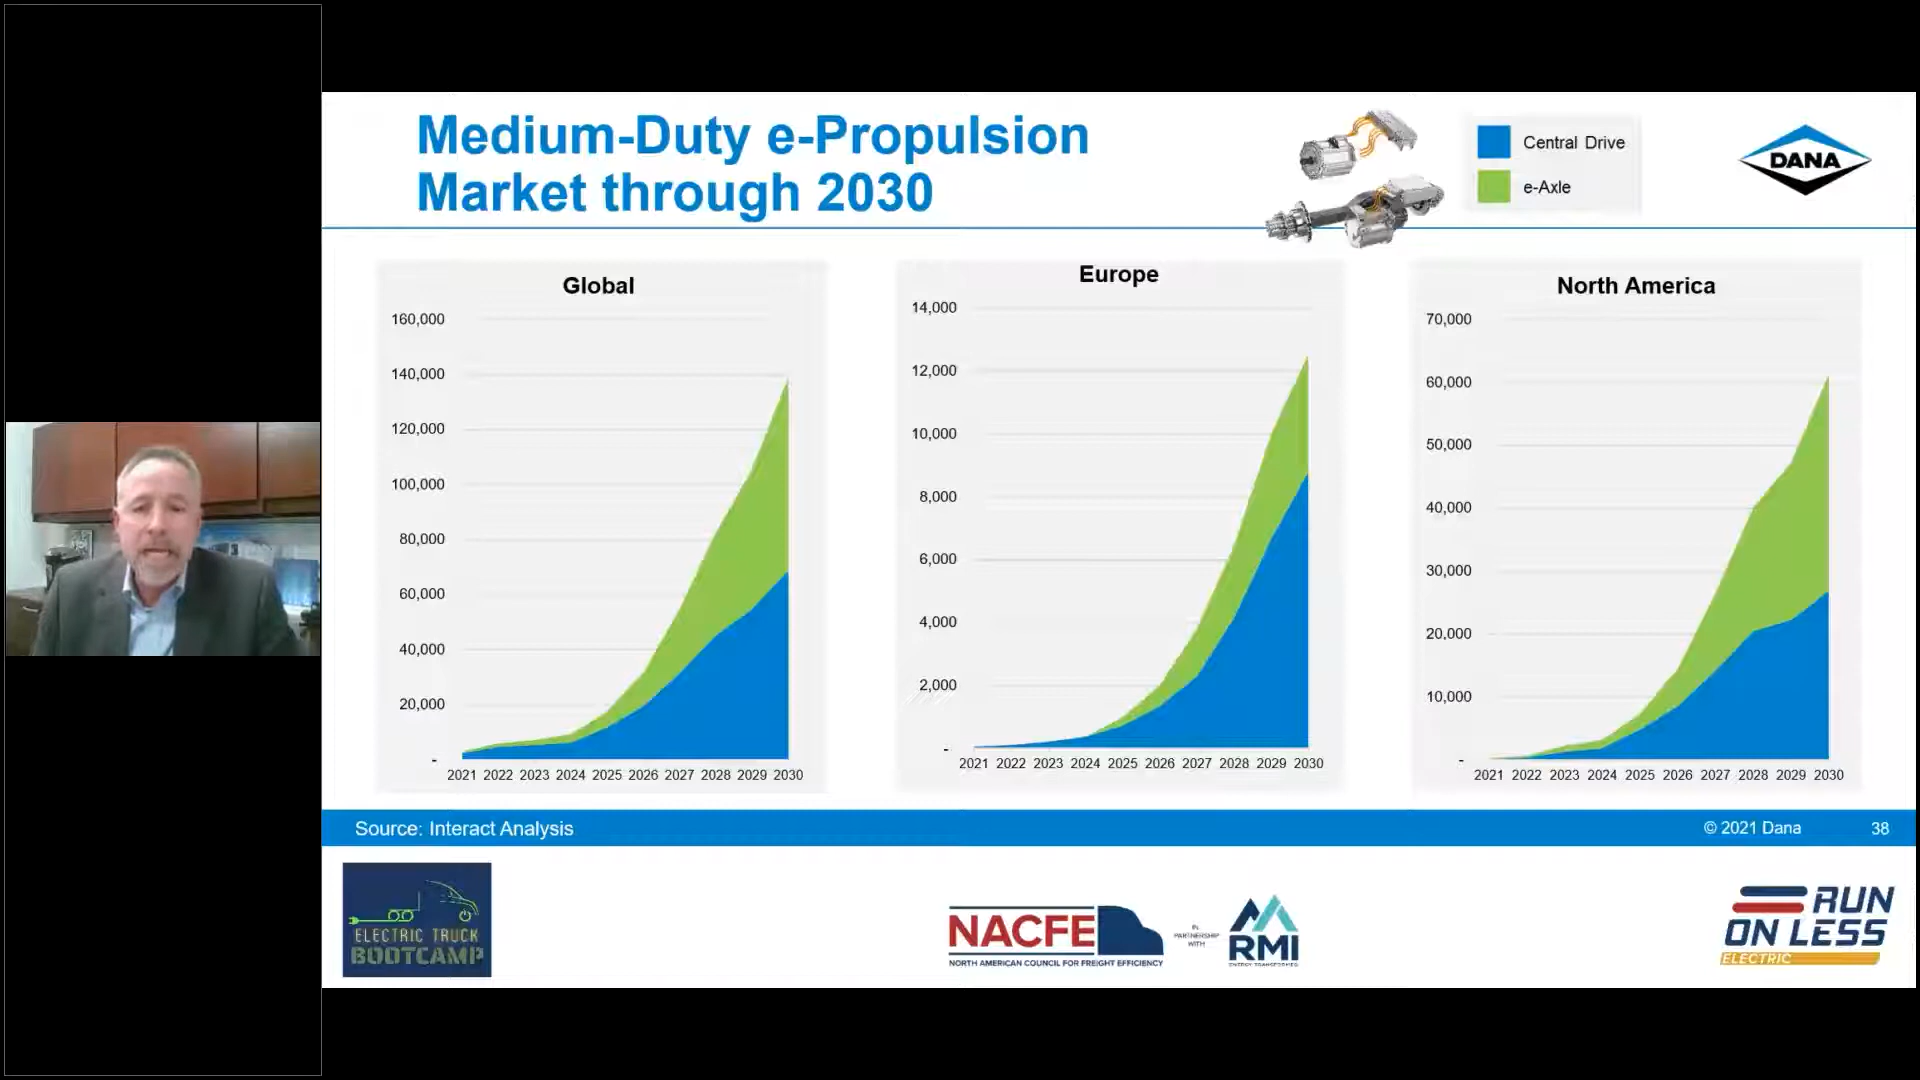 Medium-Duty e-Propulsion
Market through 2030
Central Drive
e-Axle
DANA
Global
160,000
140,000
120,000
100,000
80,000
60,000
40,000
20,000
-
2021 2022 2023 2024 2025 2026 2027 2028 2029 2030
Europe
14,000
12,000
10,000
8,000
6,000
4,000
2,000
-
2021 2022 2023 2024 2025 2026 2027 2028 2029 2030
North America
70,000
60,000
50,000
40,000
30,000
20,000
10,000
-
2021 2022 2023 2024 2025 2026 2027 2028 2029 2030
Source: Interact Analysis
© 2021 Dana
38
ELECTRIC TRUCK
BOOTCAMP
NACFE
NORTH AMERICAN COUNCIL FOR FREIGHT EFFICIENCY
IN
PARTNERSHIP
WITH
RMI
ENERGY. TRANSFORMED.
RUN
ON LESS
ELECTRIC